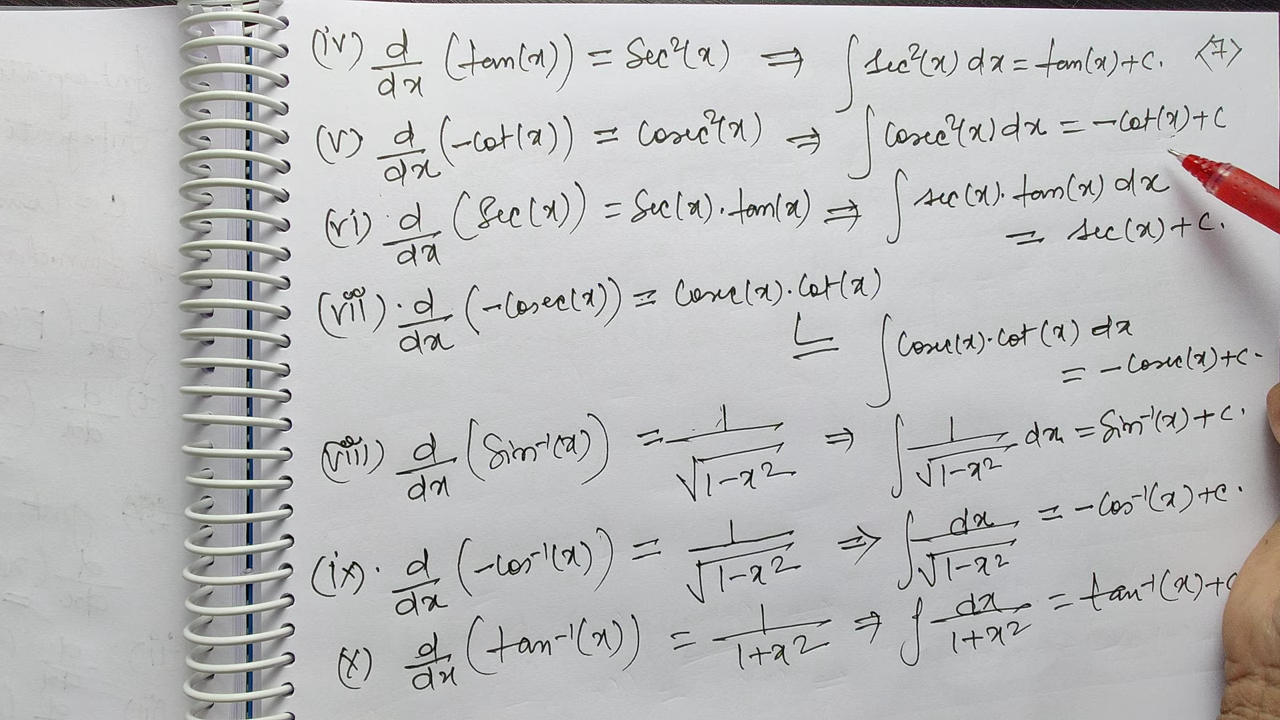 (iv) d/dx (tan(x)) = Sec²(x) ⇒ ∫ sec²(x) dx = tan(x)+c. <7>
(v) d/dx (-cot(x)) = Cosec²(x) ⇒ ∫ Cosec²(x) dx = -cot(x)+c
(vi) d/dx (Sec(x)) = Sec(x).tan(x) ⇒ ∫ sec(x).tan(x) dx
= sec(x)+c.
(vii). d/dx (-Cosec(x)) = Cosec(x).Cot(x)
∫ Cosec(x).cot(x) dx
= -cosec(x)+c.
(viii) d/dx (Sin⁻¹(x)) = 1/√(1-x²) ⇒ ∫ 1/√(1-x²) dx = Sin⁻¹(x)+c.
(ix). d/dx (-cos⁻¹(x)) = 1/√(1-x²) ⇒ ∫ dx/√(1-x²) = -cos⁻¹(x)+c.
(x) d/dx (tan⁻¹(x)) = 1/(1+x²) ⇒ ∫ dx/(1+x²) = tan⁻¹(x)+c